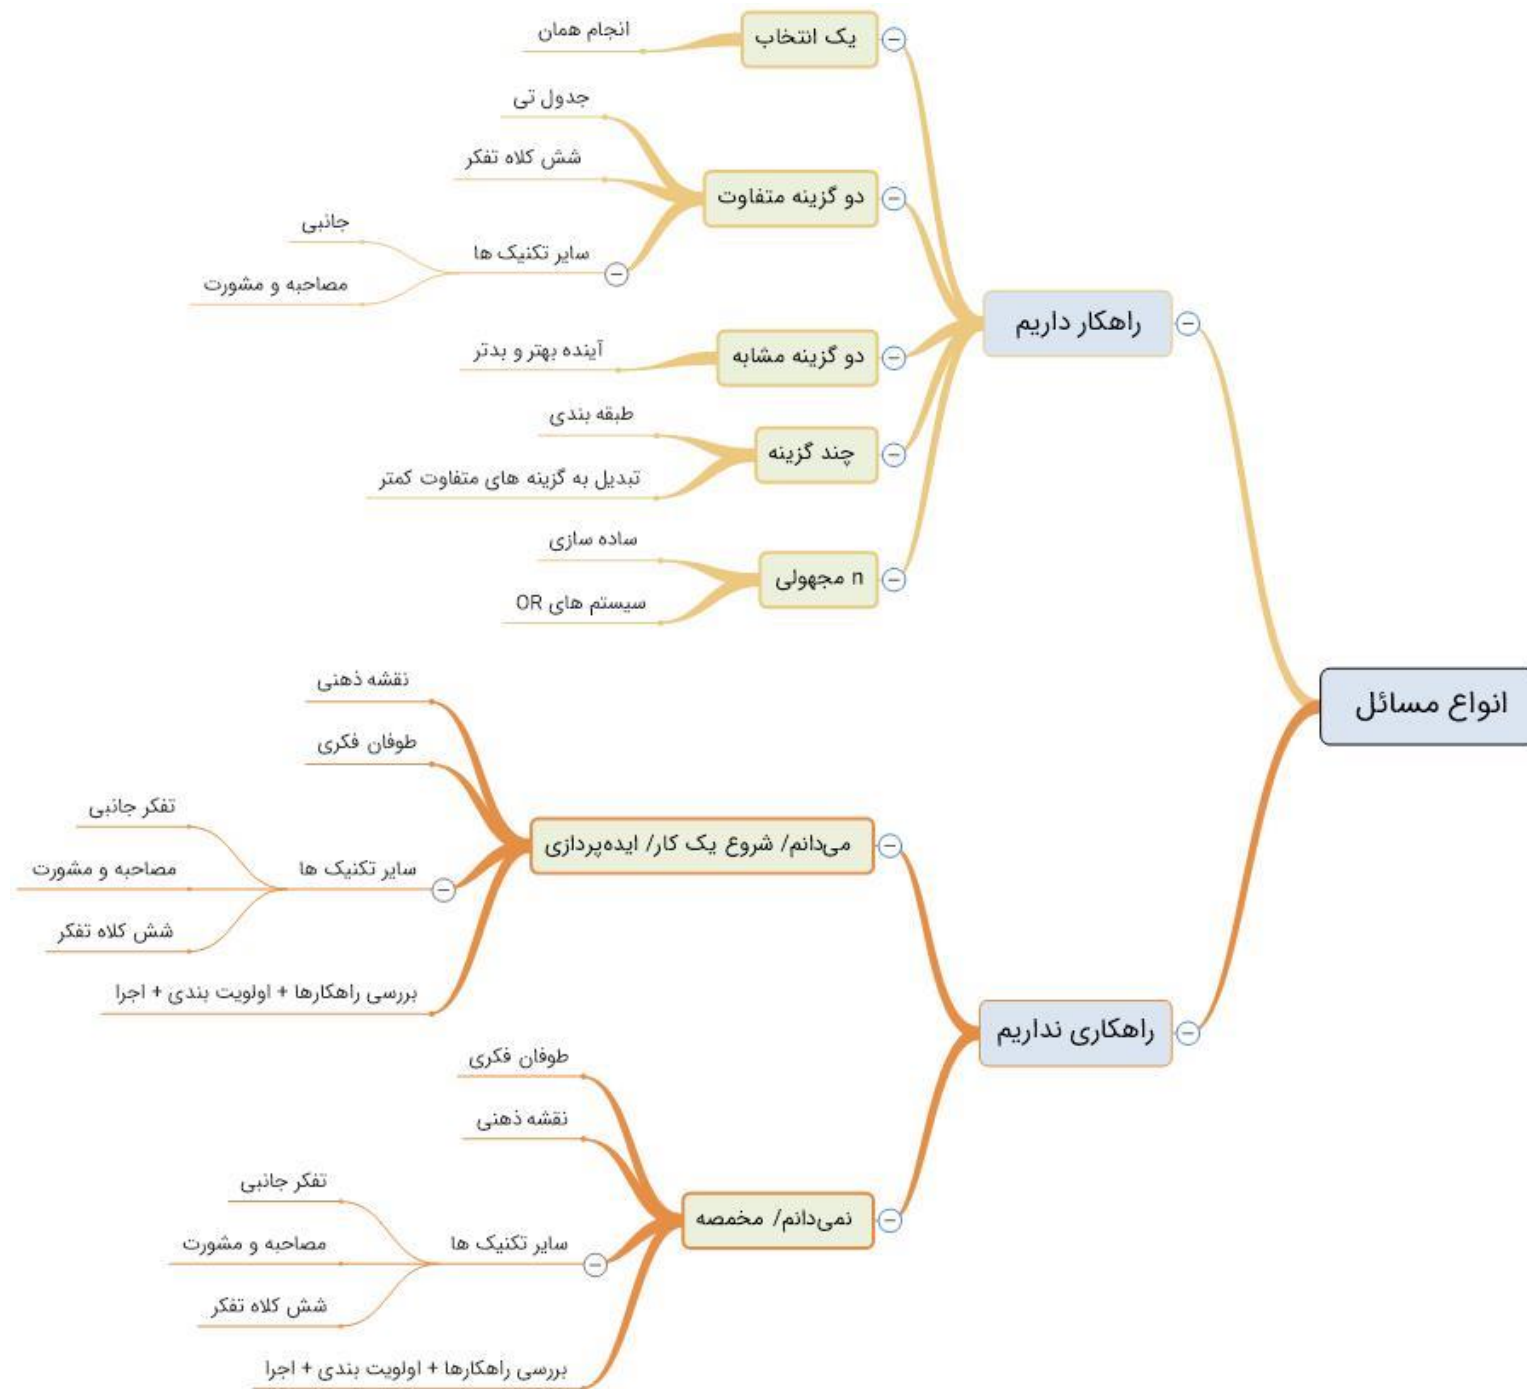 انواع مسائل
راهکار داریم
یک انتخاب
انجام همان
دو گزینه متفاوت
جدول تی
شش کلاه تفکر
سایر تکنیک ها
جانبی
مصاحبه و مشورت
دو گزینه مشابه
آینده بهتر و بدتر
چند گزینه
طبقه بندی
تبدیل به گزینه های متفاوت کمتر
n مجهولی
ساده سازی
سیستم های OR
راهکاری نداریم
می‌دانم/ شروع یک کار/ ایده‌پردازی
نقشه ذهنی
طوفان فکری
سایر تکنیک ها
تفکر جانبی
مصاحبه و مشورت
شش کلاه تفکر
بررسی راهکارها + اولویت بندی + اجرا
نمی‌دانم/ مخمصه
طوفان فکری
نقشه ذهنی
سایر تکنیک ها
تفکر جانبی
مصاحبه و مشورت
شش کلاه تفکر
بررسی راهکارها + اولویت بندی + اجرا